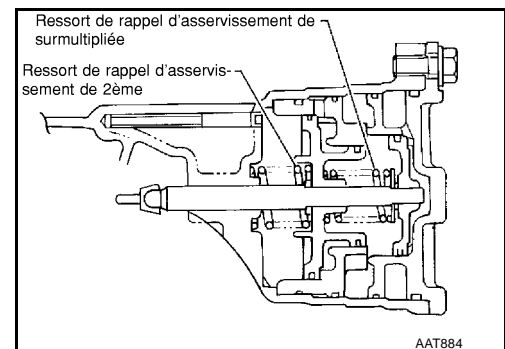 Ressort de rappel d'asservissement de
surmultipliée
Ressort de rappel d'asservis-
sement de 2ème
AAT884